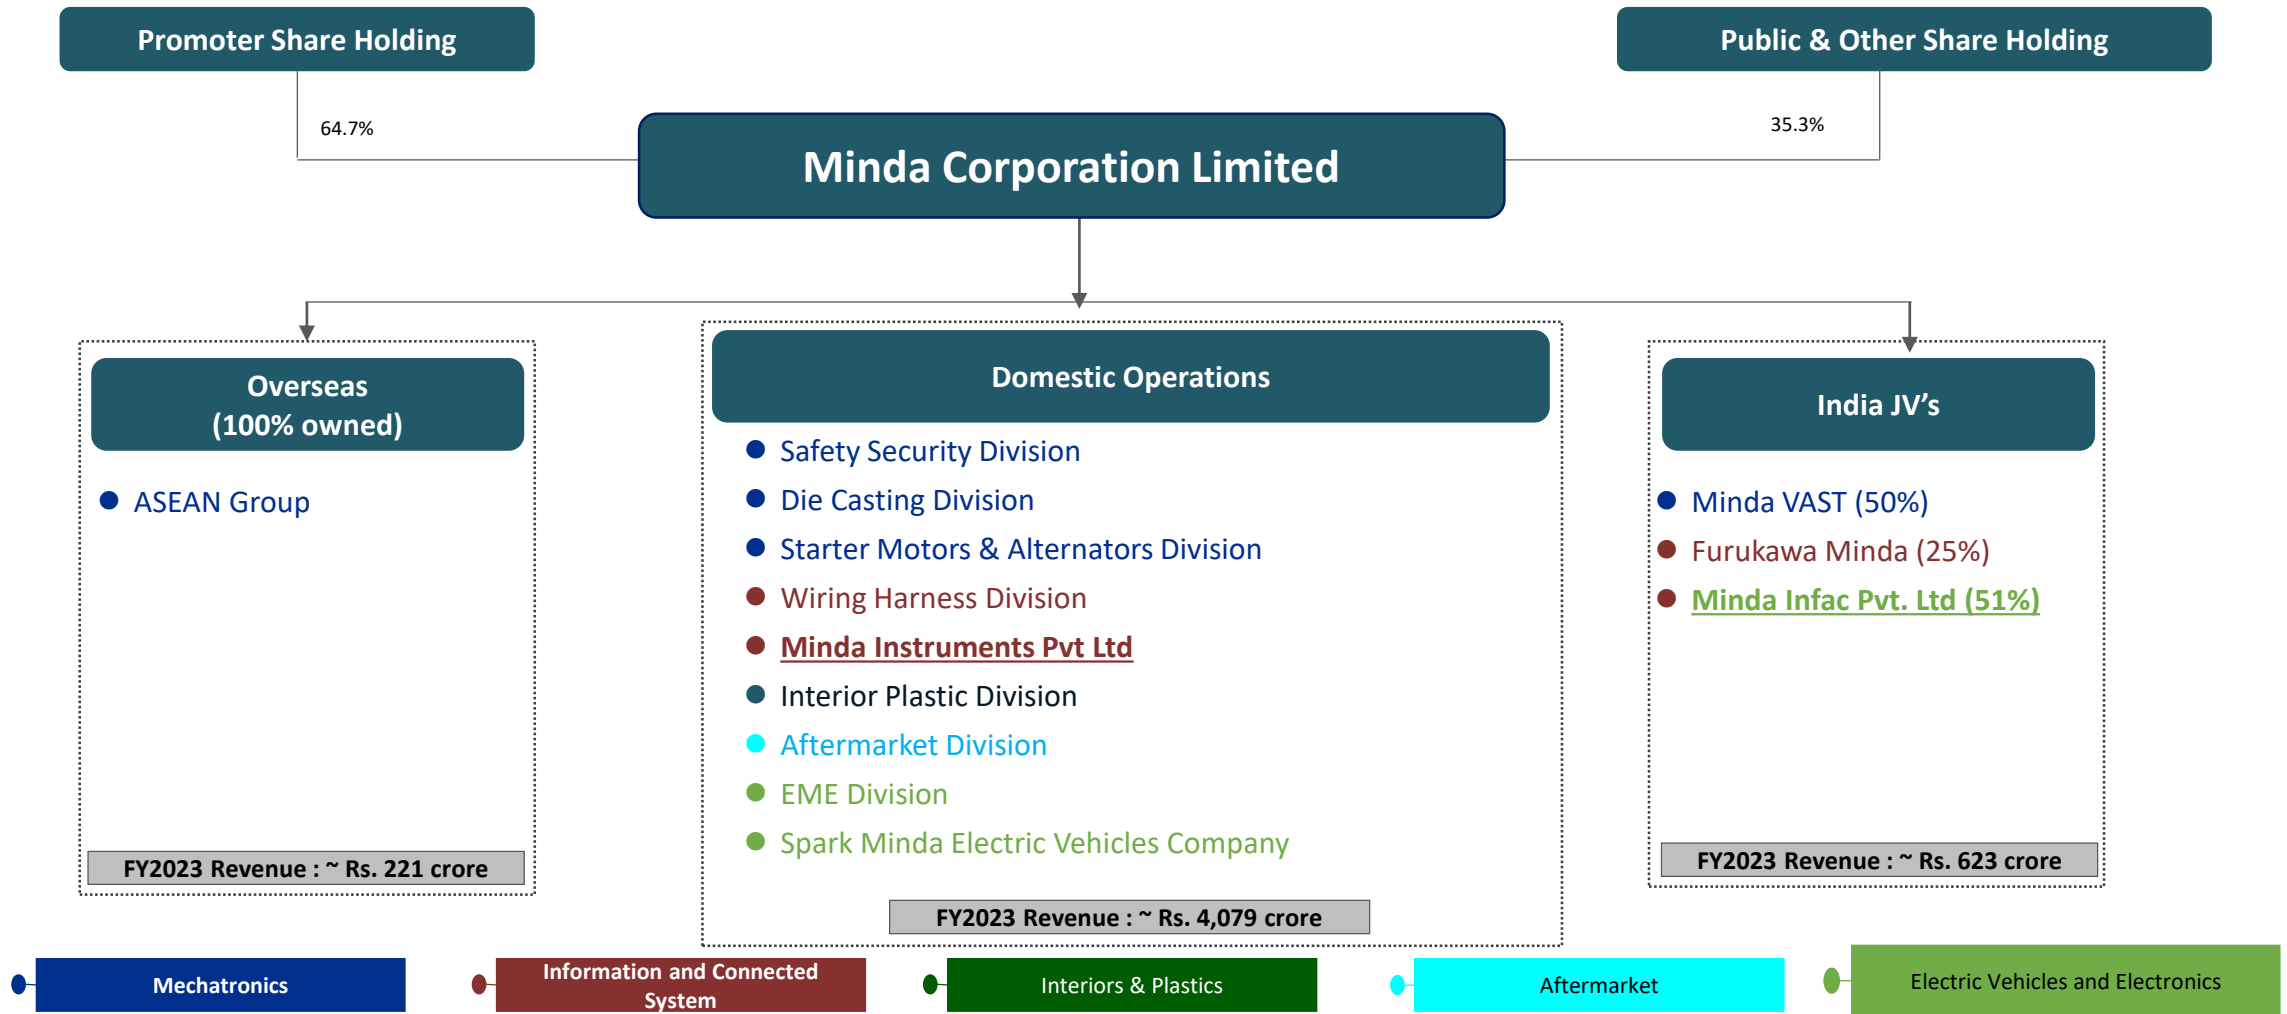 Promoter Share Holding
Public & Other Share Holding
64.7%
35.3%
Minda Corporation Limited
Overseas
(100% owned)
ASEAN Group
FY2023 Revenue : ~ Rs. 221 crore
Domestic Operations
Safety Security Division
Die Casting Division
Starter Motors & Alternators Division
Wiring Harness Division
Minda Instruments Pvt Ltd
Interior Plastic Division
Aftermarket Division
EME Division
Spark Minda Electric Vehicles Company
FY2023 Revenue : ~ Rs. 4,079 crore
India JV’s
Minda VAST (50%)
Furukawa Minda (25%)
Minda Infac Pvt. Ltd (51%)
FY2023 Revenue : ~ Rs. 623 crore
Mechatronics
Information and Connected
System
Interiors & Plastics
Aftermarket
Electric Vehicles and Electronics